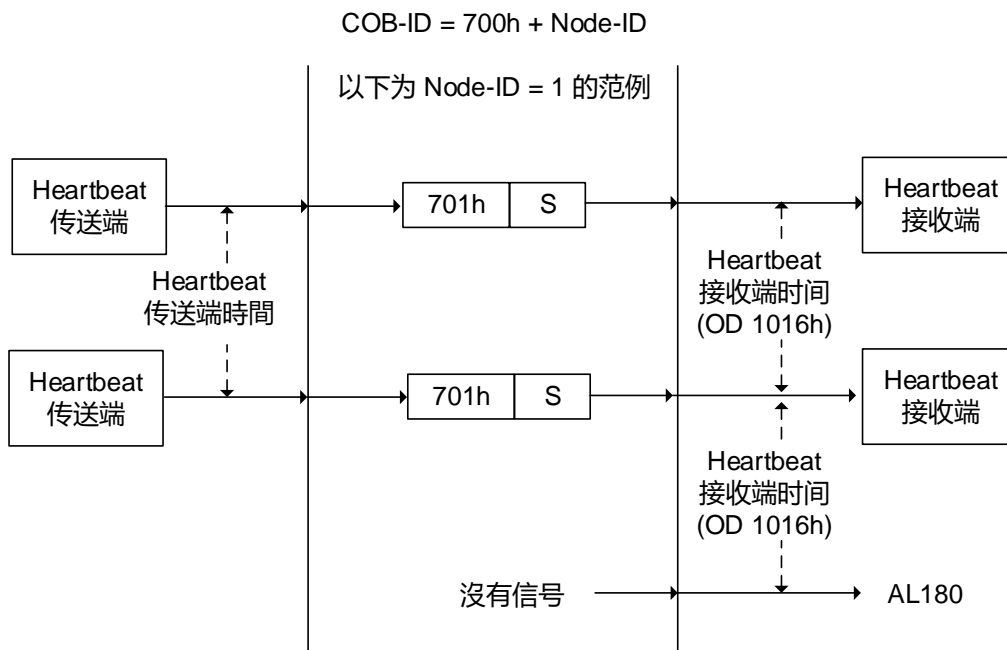 COB-ID = 700h + Node-ID
以下为 Node-ID = 1 的范例
Heartbeat
传送端
701h
S
Heartbeat
接收端
Heartbeat
传送端時間
Heartbeat
接收端时间
(OD 1016h)
Heartbeat
传送端
701h
S
Heartbeat
接收端
Heartbeat
接收端时间
(OD 1016h)
沒有信号
AL180